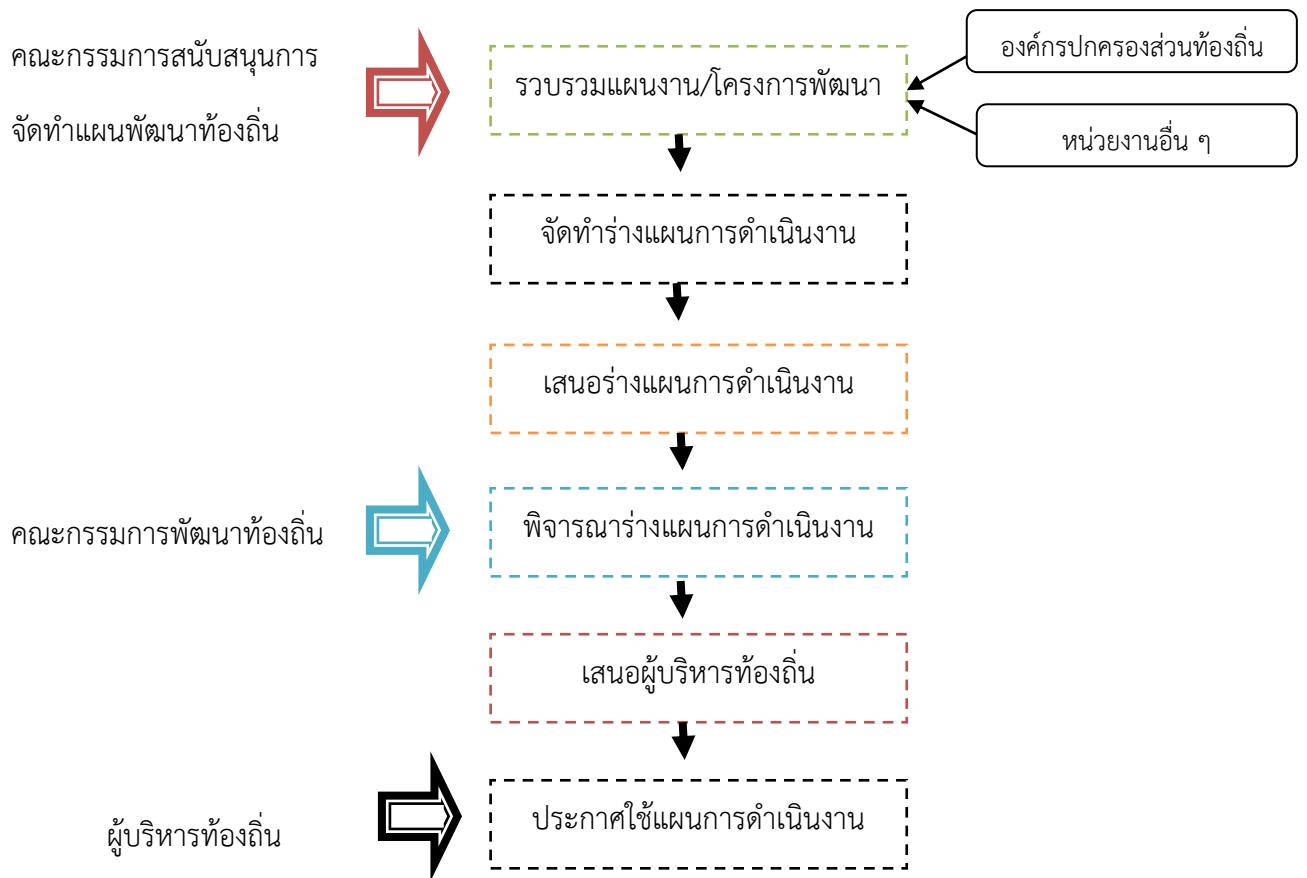 คณะกรรมการสนับสนุนการ
จัดทำแผนพัฒนาท้องถิ่น
รวบรวมแผนงาน/โครงการพัฒนา
องค์กรปกครองส่วนท้องถิ่น
หน่วยงานอื่น ๆ
จัดทำร่างแผนการดำเนินงาน
เสนอร่างแผนการดำเนินงาน
คณะกรรมการพัฒนาท้องถิ่น
พิจารณาร่างแผนการดำเนินงาน
เสนอผู้บริหารท้องถิ่น
ผู้บริหารท้องถิ่น
ประกาศใช้แผนการดำเนินงาน